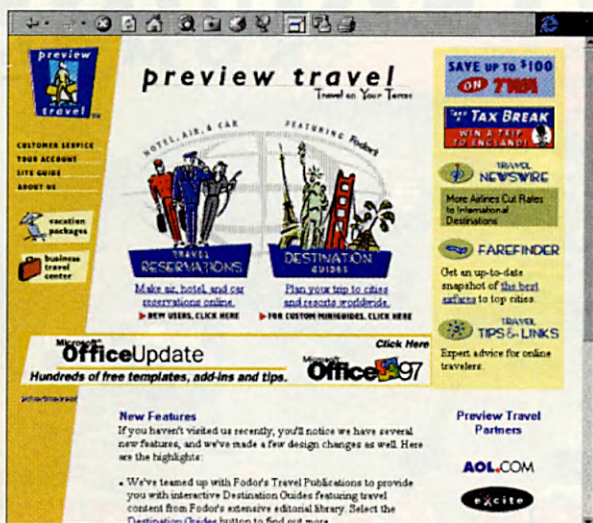 preview
travel
preview travel
Travel on Your Terms
CUSTOMER SERVICE
YOUR ACCOUNT
SITE GUIDE
ABOUT US
vacation
packages
business
travel
center
HOTEL, AIR, & CAR
TRAVEL
RESERVATIONS
Make air, hotel, and car
reservations online.
NEW USERS, CLICK HERE
FEATURING Fodor's
DESTINATION
GUIDES
Plan your trip to cities
and resorts worldwide.
FOR CUSTOM MINIGUIDES, CLICK HERE
SAVE UP TO $100
ON TWA
TAX BREAK
WIN A TRIP
TO ENGLAND!
TRAVEL
NEWSWIRE
More Airlines Cut Rates
to International
Destinations
FAREFINDER
Get an up-to-date
snapshot of the best
airfares to top cities.
TRAVEL
TIPS & LINKS
Expert advice for online
travelers.
Microsoft
OfficeUpdate
Hundreds of free templates, add-ins and tips.
Click Here
Microsoft
Office 97
advertisement
New Features
If you haven't visited us recently, you'll notice we have several
new features, and we've made a few design changes as well. Here
are the highlights:
• We've teamed up with Fodor's Travel Publications to provide
you with interactive Destination Guides featuring travel
content from Fodor's extensive editorial library. Select the
Destination Guides button to find out more.
Preview Travel
Partners
AOL.COM
excite